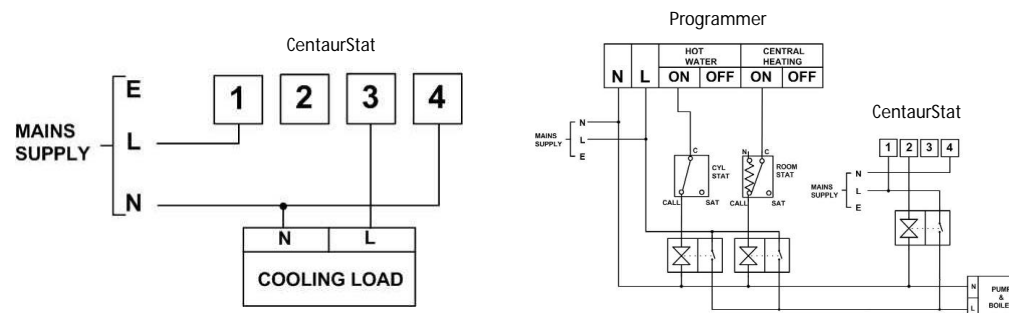 CentaurStat
1 2 3 4
E
MAINS
SUPPLY
L
N
N L
COOLING LOAD
Programmer
HOT
WATER
CENTRAL
HEATING
N L ON OFF ON OFF
MAINS
SUPPLY
N
L
E
C
CYL
STAT
CALL SAT
N C
ROOM
STAT
CALL SAT
CentaurStat
1 2 3 4
MAINS
SUPPLY
N
L
E
N
L
PUMP
&
BOILE